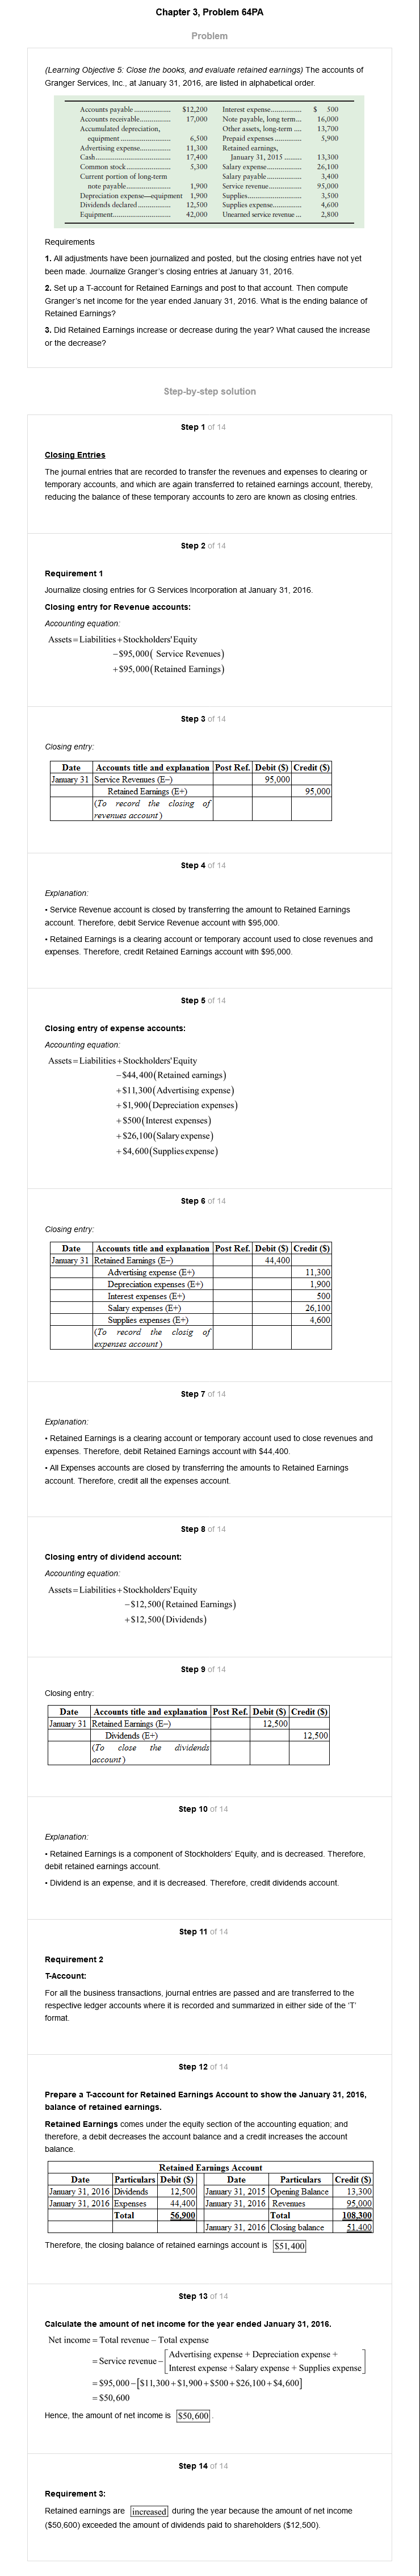 Chapter 3, Problem 64PA
Problem
(Learning Objective 5: Close the books, and evaluate retained earnings) The accounts of
Granger Services, Inc., at January 31, 2016, are listed in alphabetical order.
Accounts payable .................... $12,200 Interest expense................ $ 500
Accounts receivable................... 17,000 Note payable, long term... 16,000
Accumulated depreciation, Other assets, long-term .... 13,700
equipment ........................... 6,500 Prepaid expenses .............. 5,900
Advertising expense................ 11,300 Retained earnings,
Cash........................................ 17,400 January 31, 2015 ......... 13,300
Common stock........................ 5,300 Salary expense.................. 26,100
Current portion of long-term Salary payable.................. 3,400
note payable........................ 1,900 Service revenue................. 95,000
Depreciation expense—equipment 1,900 Supplies............................ 3,500
Dividends declared................... 12,500 Supplies expense............... 4,600
Equipment............................... 42,000 Unearned service revenue ... 2,800
Requirements
1. All adjustments have been journalized and posted, but the closing entries have not yet
been made. Journalize Granger's closing entries at January 31, 2016.
2. Set up a T-account for Retained Earnings and post to that account. Then compute
Granger's net income for the year ended January 31, 2016. What is the ending balance of
Retained Earnings?
3. Did Retained Earnings increase or decrease during the year? What caused the increase
or the decrease?
Step-by-step solution
Step 1 of 14
Closing Entries
The journal entries that are recorded to transfer the revenues and expenses to clearing or
temporary accounts, and which are again transferred to retained earnings account, thereby,
reducing the balance of these temporary accounts to zero are known as closing entries.
Step 2 of 14
Requirement 1
Journalize closing entries for G Services Incorporation at January 31, 2016.
Closing entry for Revenue accounts:
Accounting equation:
Assets = Liabilities + Stockholders' Equity
−$95,000( Service Revenues)
+$95,000(Retained Earnings)
Step 3 of 14
Closing entry:
Date Accounts title and explanation Post Ref. Debit ($) Credit ($)
January 31 Service Revenues (E−) 95,000
Retained Earnings (E+) 95,000
(To record the closing of
revenues account)
Step 4 of 14
Explanation:
• Service Revenue account is closed by transferring the amount to Retained Earnings
account. Therefore, debit Service Revenue account with $95,000.
• Retained Earnings is a clearing account or temporary account used to close revenues and
expenses. Therefore, credit Retained Earnings account with $95,000.
Step 5 of 14
Closing entry of expense accounts:
Accounting equation:
Assets = Liabilities + Stockholders' Equity
−$44,400(Retained earnings)
+$11,300(Advertising expense)
+$1,900(Depreciation expenses)
+$500(Interest expenses)
+$26,100(Salary expense)
+$4,600(Supplies expense)
Step 6 of 14
Closing entry:
Date Accounts title and explanation Post Ref. Debit ($) Credit ($)
January 31 Retained Earnings (E−) 44,400
Advertising expense (E+) 11,300
Depreciation expenses (E+) 1,900
Interest expenses (E+) 500
Salary expenses (E+) 26,100
Supplies expenses (E+) 4,600
(To record the closig of
expenses account)
Step 7 of 14
Explanation:
• Retained Earnings is a clearing account or temporary account used to close revenues and
expenses. Therefore, debit Retained Earnings account with $44,400.
• All Expenses accounts are closed by transferring the amounts to Retained Earnings
account. Therefore, credit all the expenses account.
Step 8 of 14
Closing entry of dividend account:
Accounting equation:
Assets = Liabilities + Stockholders' Equity
−$12,500(Retained Earnings)
+$12,500(Dividends)
Step 9 of 14
Closing entry:
Date Accounts title and explanation Post Ref. Debit ($) Credit ($)
January 31 Retained Earnings (E−) 12,500
Dividends (E+) 12,500
(To close the dividends
account)
Step 10 of 14
Explanation:
• Retained Earnings is a component of Stockholders' Equity, and is decreased. Therefore,
debit retained earnings account.
• Dividend is an expense, and it is decreased. Therefore, credit dividends account.
Step 11 of 14
Requirement 2
T-Account:
For all the business transactions, journal entries are passed and are transferred to the
respective ledger accounts where it is recorded and summarized in either side of the 'T'
format.
Step 12 of 14
Prepare a T-account for Retained Earnings Account to show the January 31, 2016,
balance of retained earnings.
Retained Earnings comes under the equity section of the accounting equation; and
therefore, a debit decreases the account balance and a credit increases the account
balance.
Retained Earnings Account
Date Particulars Debit ($) Date Particulars Credit ($)
January 31, 2016 Dividends 12,500 January 31, 2015 Opening Balance 13,300
January 31, 2016 Expenses 44,400 January 31, 2016 Revenues 95,000
Total 56,900 Total 108,300
January 31, 2016 Closing balance 51,400
Therefore, the closing balance of retained earnings account is $51,400
Step 13 of 14
Calculate the amount of net income for the year ended January 31, 2016.
Net income = Total revenue − Total expense
= Service revenue − [Advertising expense + Depreciation expense +
Interest expense + Salary expense + Supplies expense]
= $95,000 − [$11,300 + $1,900 + $500 + $26,100 + $4,600]
= $50,600
Hence, the amount of net income is $50,600.
Step 14 of 14
Requirement 3:
Retained earnings are increased during the year because the amount of net income
($50,600) exceeded the amount of dividends paid to shareholders ($12,500).